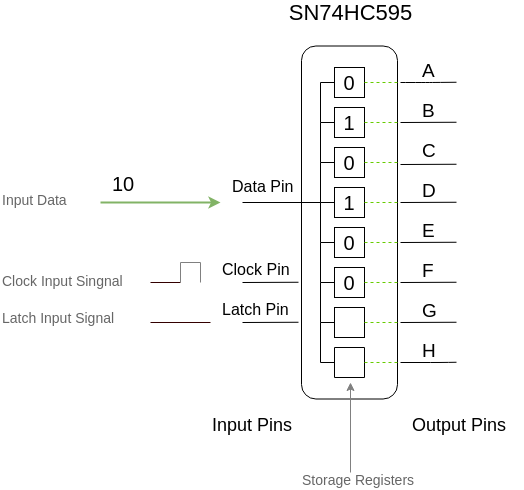 SN74HC595
A
0
B
1
C
0
10
Data Pin
D
Input Data
1
E
0
Clock Pin
F
Clock Input Singnal
0
Latch Pin
G
Latch Input Signal
H
Input Pins
Output Pins
Storage Registers